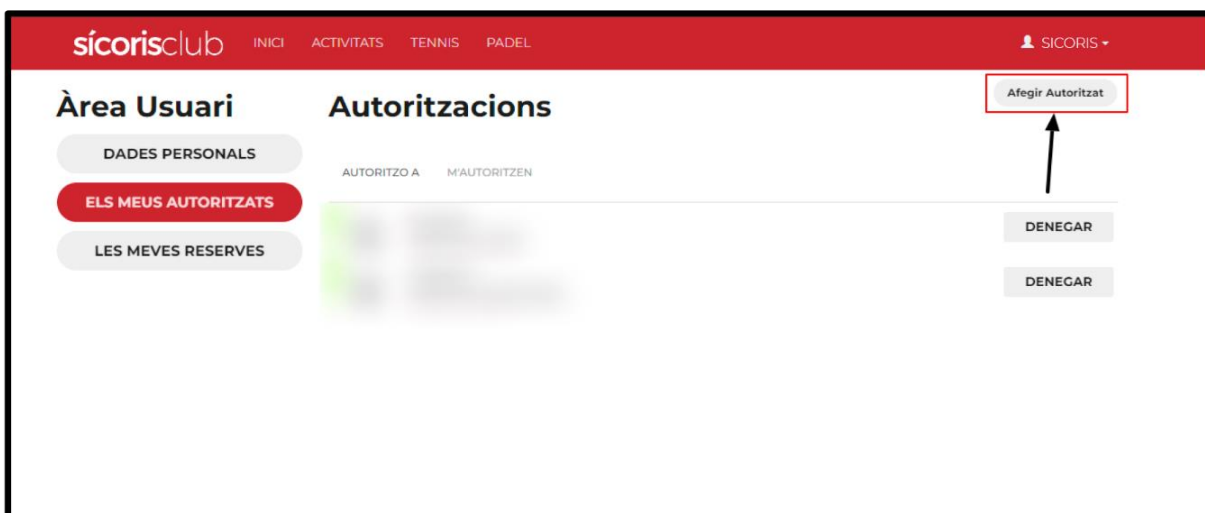 sícorisclub INICI ACTIVITATS TENNIS PADEL SICORIS
Àrea Usuari
DADES PERSONALS
ELS MEUS AUTORITZATS
LES MEVES RESERVES
Autoritzacions
Afegir Autoritzat
AUTORITZO A M'AUTORITZEN
DENEGAR
DENEGAR